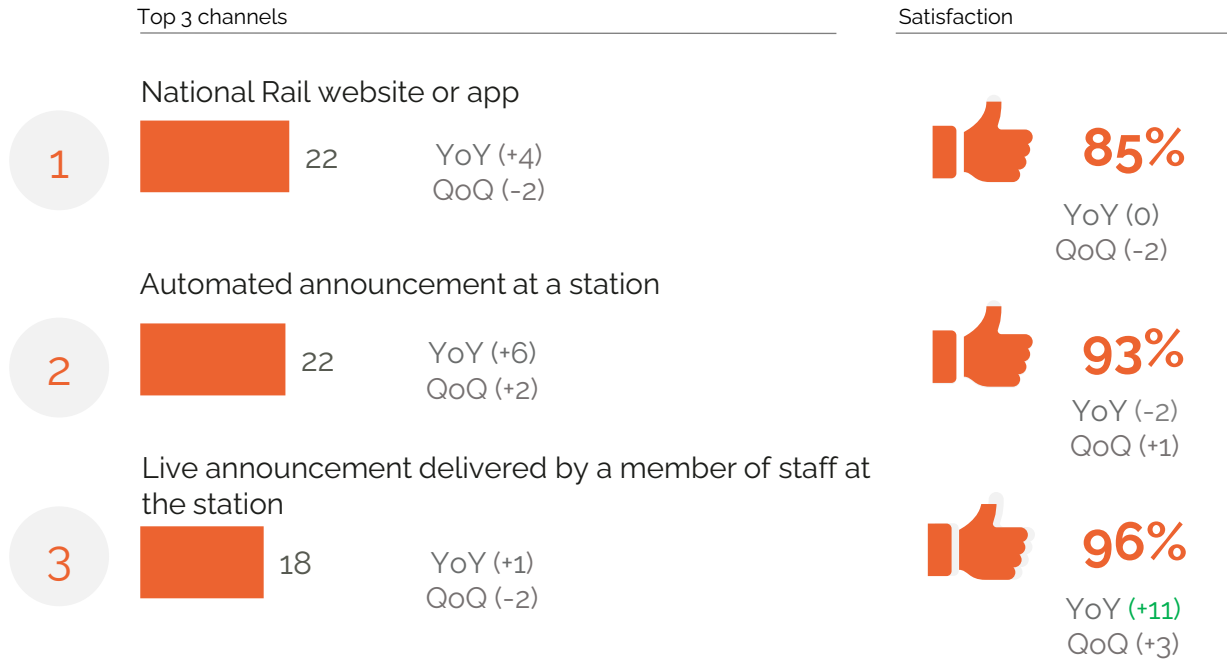 Top 3 channels
Satisfaction
National Rail website or app
1
22
YoY (+4)
QoQ (-2)
85%
YoY (0)
QoQ (-2)
Automated announcement at a station
2
22
YoY (+6)
QoQ (+2)
93%
YoY (-2)
QoQ (+1)
Live announcement delivered by a member of staff at
the station
3
18
YoY (+1)
QoQ (-2)
96%
YoY (+11)
QoQ (+3)